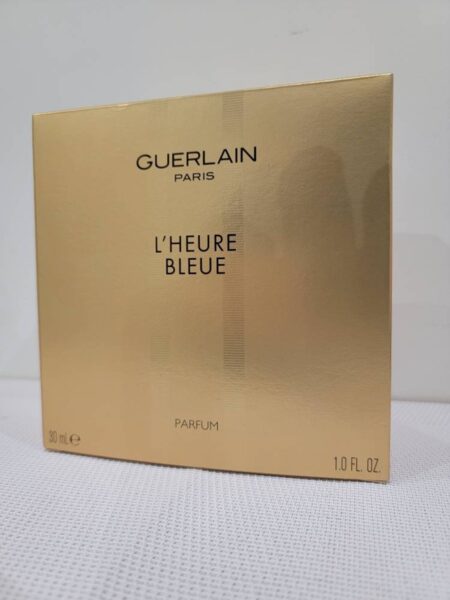 GUERLAIN
PARIS
L'HEURE
BLEUE
PARFUM
30 mL ℮
1.0 FL. OZ.